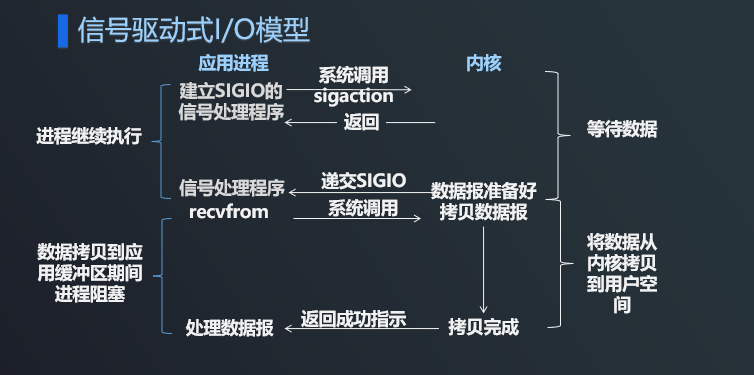 信号驱动式I/O模型
应用进程
系统调用
sigaction
内核
建立SIGIO的
信号处理程序
返回
进程继续执行
等待数据
信号处理程序
递交SIGIO
数据报准备好
recvfrom
系统调用
拷贝数据报
数据拷贝到应
用缓冲区期间
进程阻塞
将数据从
内核拷贝
到用户空
间
处理数据报
返回成功指示
拷贝完成